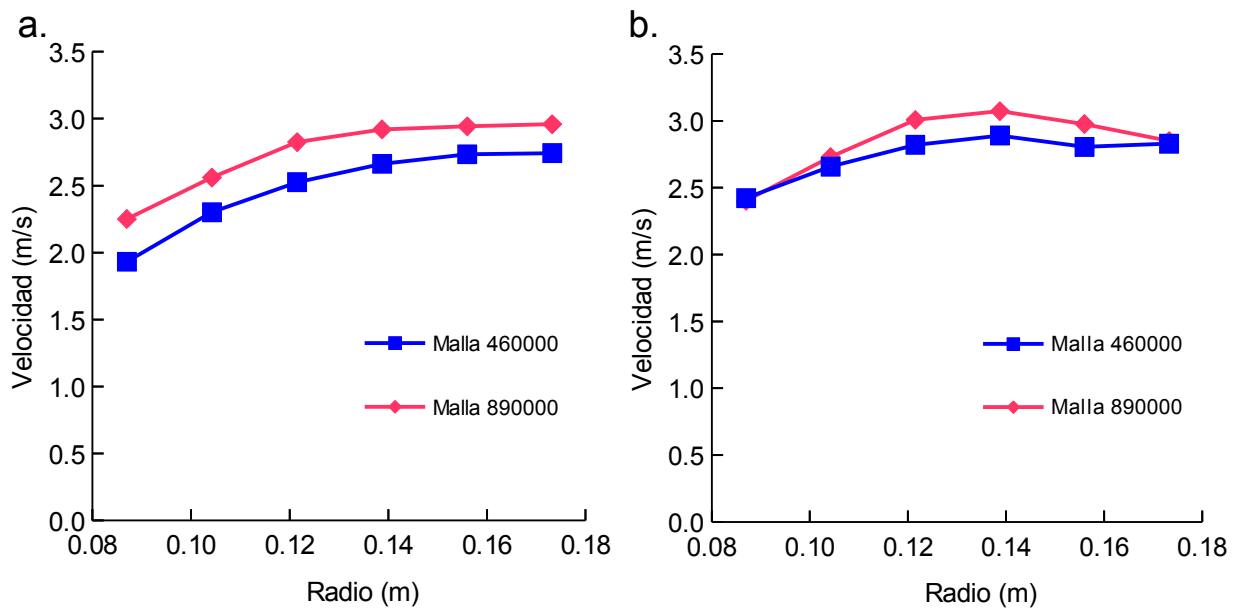 a.
3.5
3.0
2.5
2.0
1.5
1.0
0.5
0.0
Velocidad (m/s)
Malla 460000
Malla 890000
0.08 0.10 0.12 0.14 0.16 0.18
Radio (m)
b.
3.5
3.0
2.5
2.0
1.5
1.0
0.5
0.0
Velocidad (m/s)
Malla 460000
Malla 890000
0.08 0.10 0.12 0.14 0.16 0.18
Radio (m)